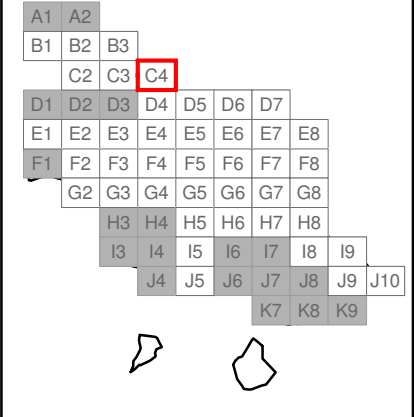 A1 A2
B1 B2 B3
C2 C3 C4
D1 D2 D3 D4 D5 D6 D7
E1 E2 E3 E4 E5 E6 E7 E8
F1 F2 F3 F4 F5 F6 F7 F8
G2 G3 G4 G5 G6 G7 G8
H3 H4 H5 H6 H7 H8
I3 I4 I5 I6 I7 I8 I9
J4 J5 J6 J7 J8 J9 J10
K7 K8 K9